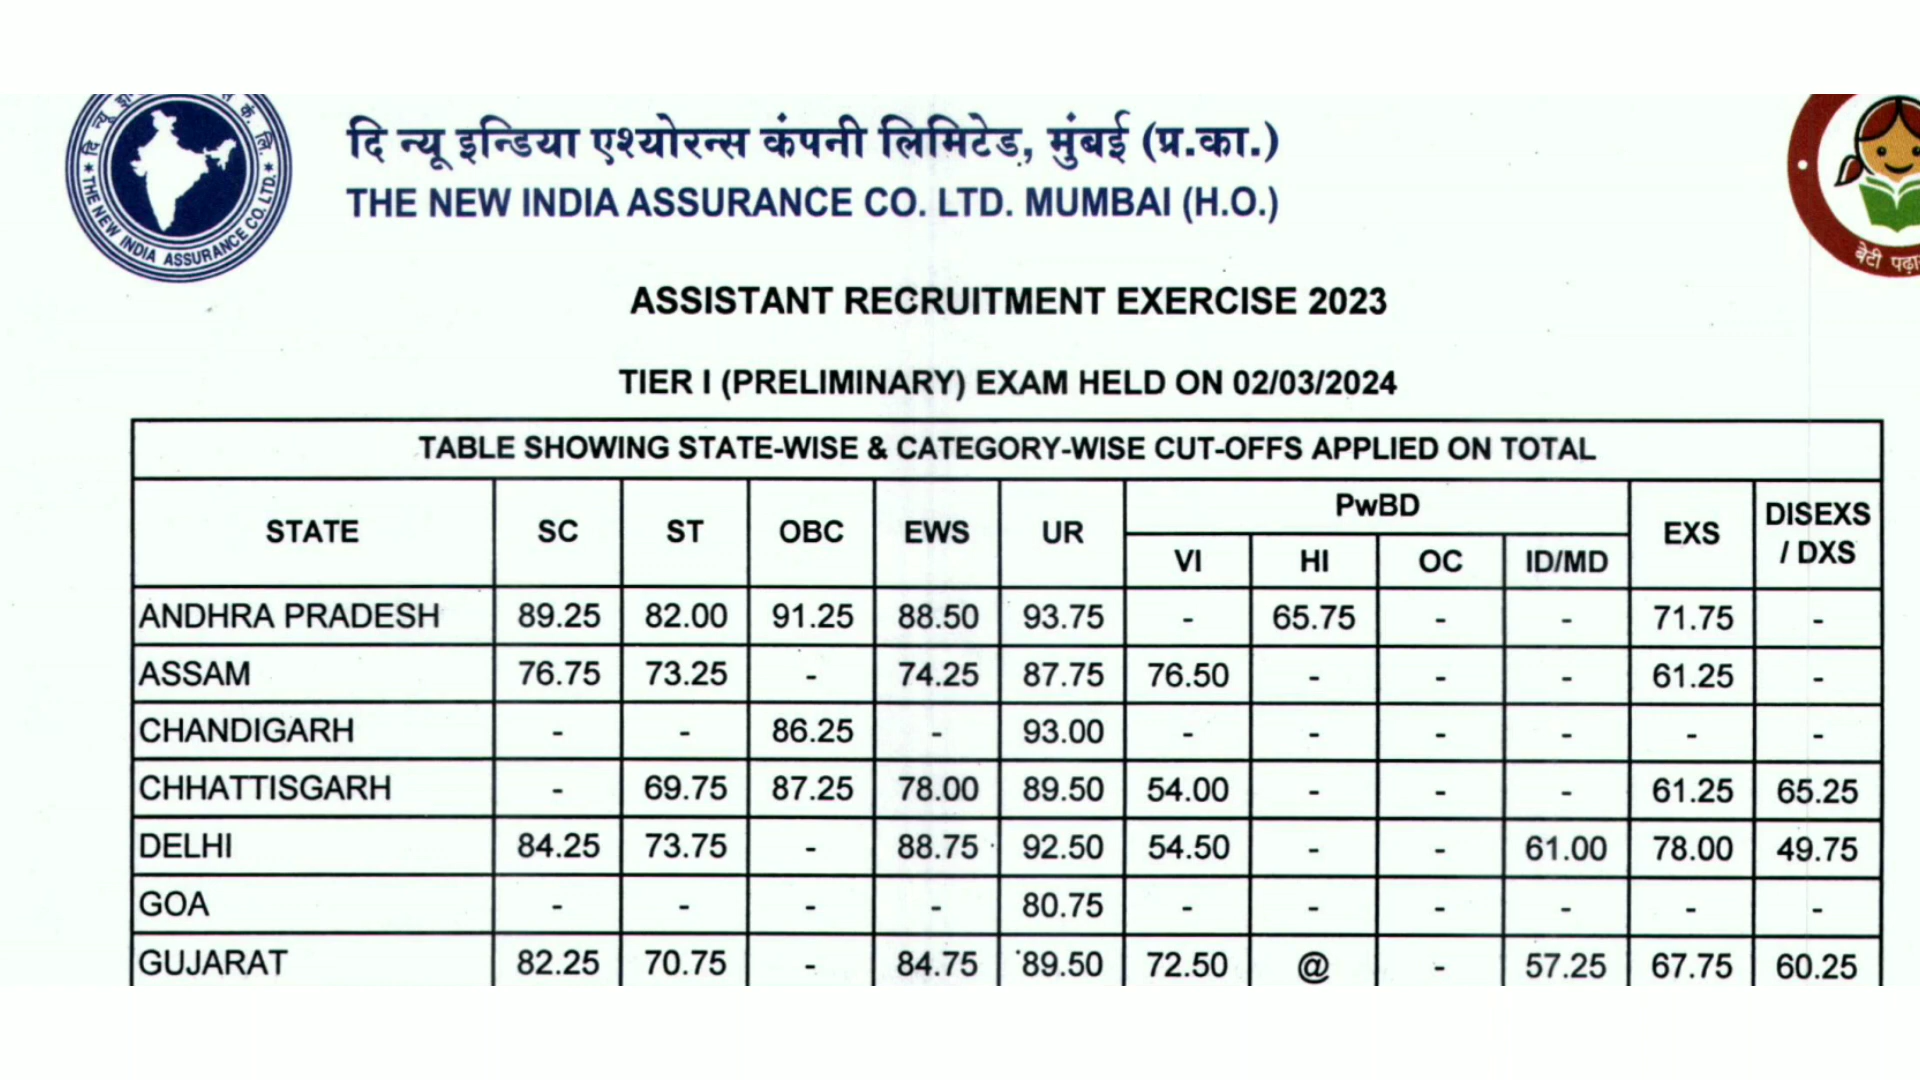 दि न्यू इन्डिया एश्योरन्स कंपनी लिमिटेड, मुंबई (प्र.का.)
THE NEW INDIA ASSURANCE CO. LTD. MUMBAI (H.O.)
THE NEW INDIA ASSURANCE CO. LTD.
बेटी
ASSISTANT RECRUITMENT EXERCISE 2023
TIER I (PRELIMINARY) EXAM HELD ON 02/03/2024
TABLE SHOWING STATE-WISE & CATEGORY-WISE CUT-OFFS APPLIED ON TOTAL
STATE SC ST OBC EWS UR PwBD EXS DISEXS / DXS
VI HI OC ID/MD
ANDHRA PRADESH 89.25 82.00 91.25 88.50 93.75 - 65.75 - - 71.75 -
ASSAM 76.75 73.25 - 74.25 87.75 76.50 - - - 61.25 -
CHANDIGARH - - 86.25 - 93.00 - - - - - -
CHHATTISGARH - 69.75 87.25 78.00 89.50 54.00 - - - 61.25 65.25
DELHI 84.25 73.75 - 88.75 92.50 54.50 - - 61.00 78.00 49.75
GOA - - - - 80.75 - - - - - -
GUJARAT 82.25 70.75 - 84.75 89.50 72.50 @ - 57.25 67.75 60.25